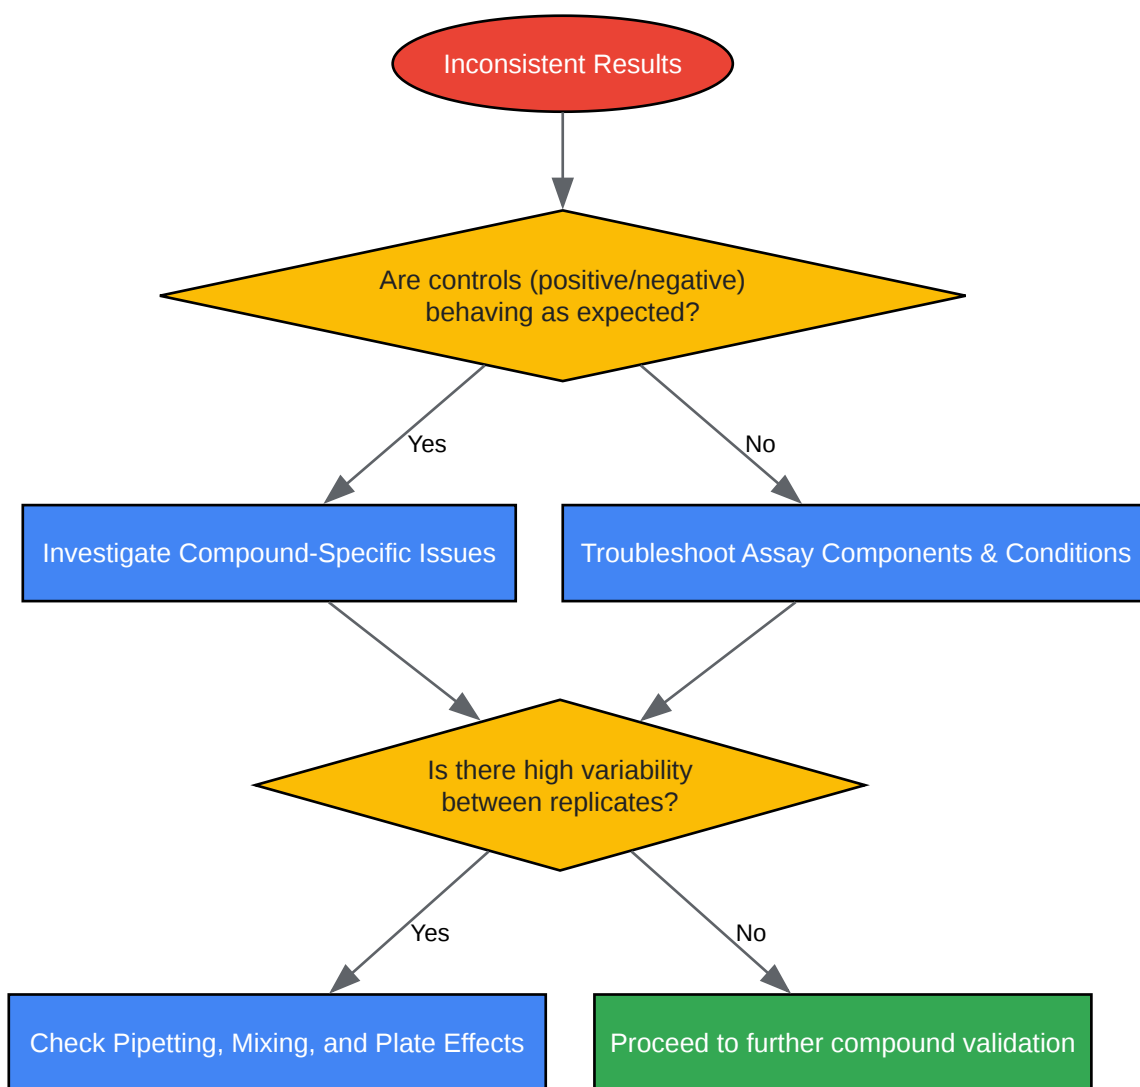 Inconsistent Results
Are controls (positive/negative)
behaving as expected?
Yes
No
Investigate Compound-Specific Issues
Troubleshoot Assay Components & Conditions
Is there high variability
between replicates?
Yes
No
Check Pipetting, Mixing, and Plate Effects
Proceed to further compound validation